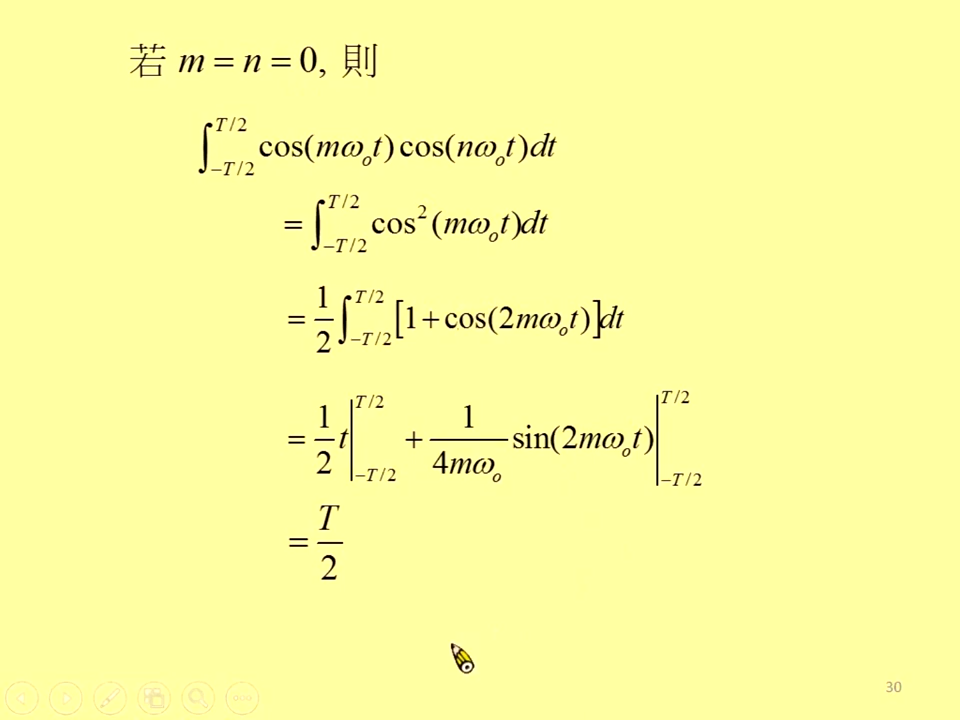 若 m = n = 0, 則
∫_{-T/2}^{T/2} cos(mω_o t) cos(nω_o t)dt
= ∫_{-T/2}^{T/2} cos²(mω_o t)dt
= 1/2 ∫_{-T/2}^{T/2} [1 + cos(2mω_o t)]dt
= 1/2 t |_{-T/2}^{T/2} + 1/(4mω_o) sin(2mω_o t) |_{-T/2}^{T/2}
= T/2
30